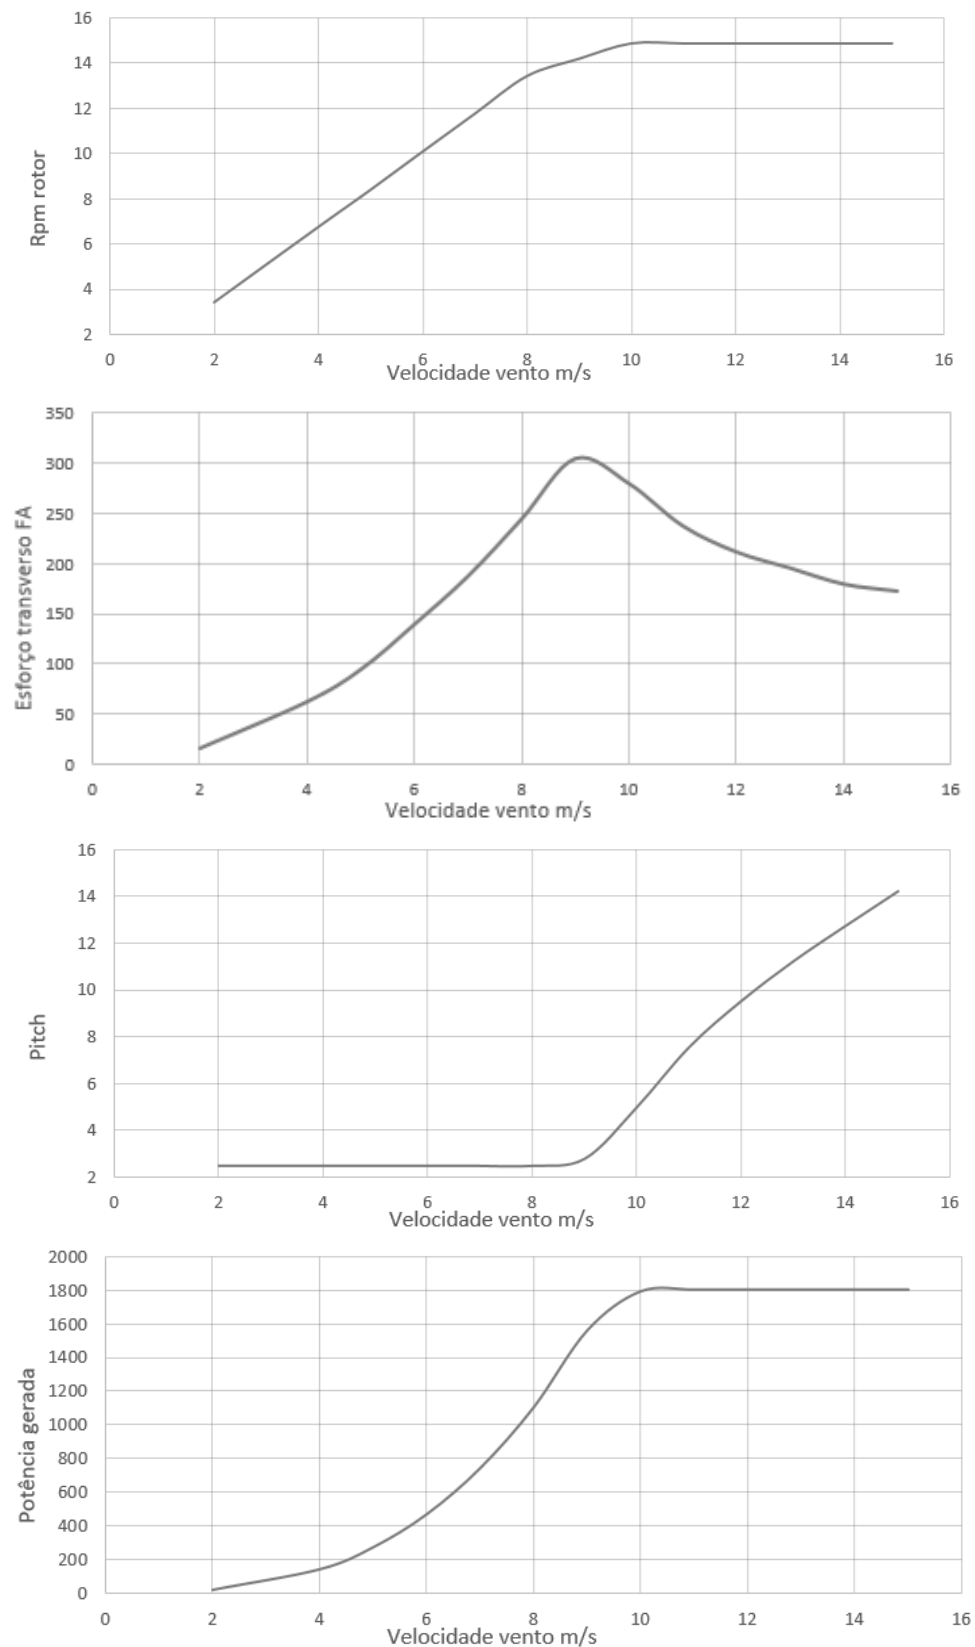 16
14
12
10
8
6
4
2
Rpm rotor
0 2 4 6 8 10 12 14 16
Velocidade vento m/s
350
300
250
200
150
100
50
0
Esforço transverso FA
0 2 4 6 8 10 12 14 16
Velocidade vento m/s
16
14
12
10
8
6
4
2
Pitch
0 2 4 6 8 10 12 14 16
Velocidade vento m/s
2000
1800
1600
1400
1200
1000
800
600
400
200
0
Potência gerada
0 2 4 6 8 10 12 14 16
Velocidade vento m/s